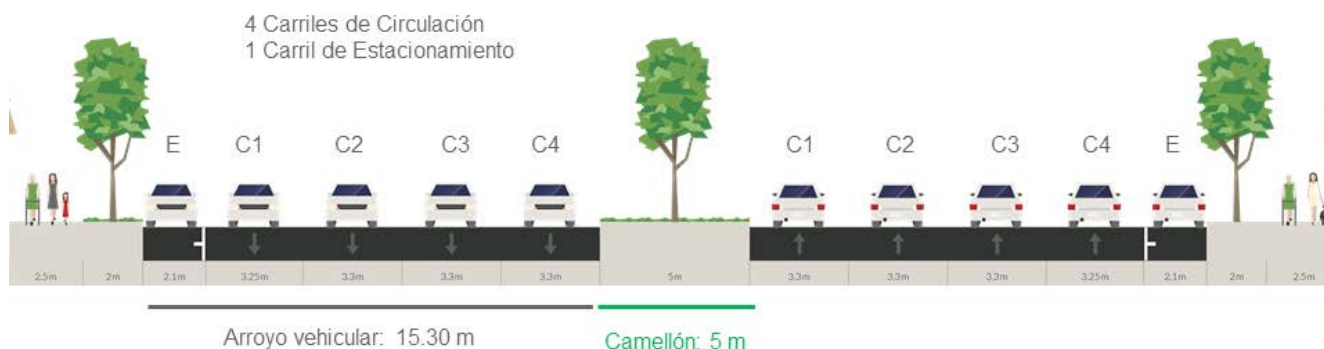 4 Carriles de Circulación
1 Carril de Estacionamiento
E C1 C2 C3 C4 C1 C2 C3 C4 E
2.5m 2m 2.1m 3.25m 3.3m 3.3m 3.3m 5m 3.3m 3.3m 3.3m 3.25m 2.1m 2m 2.5m
Arroyo vehicular: 15.30 m
Camellón: 5 m